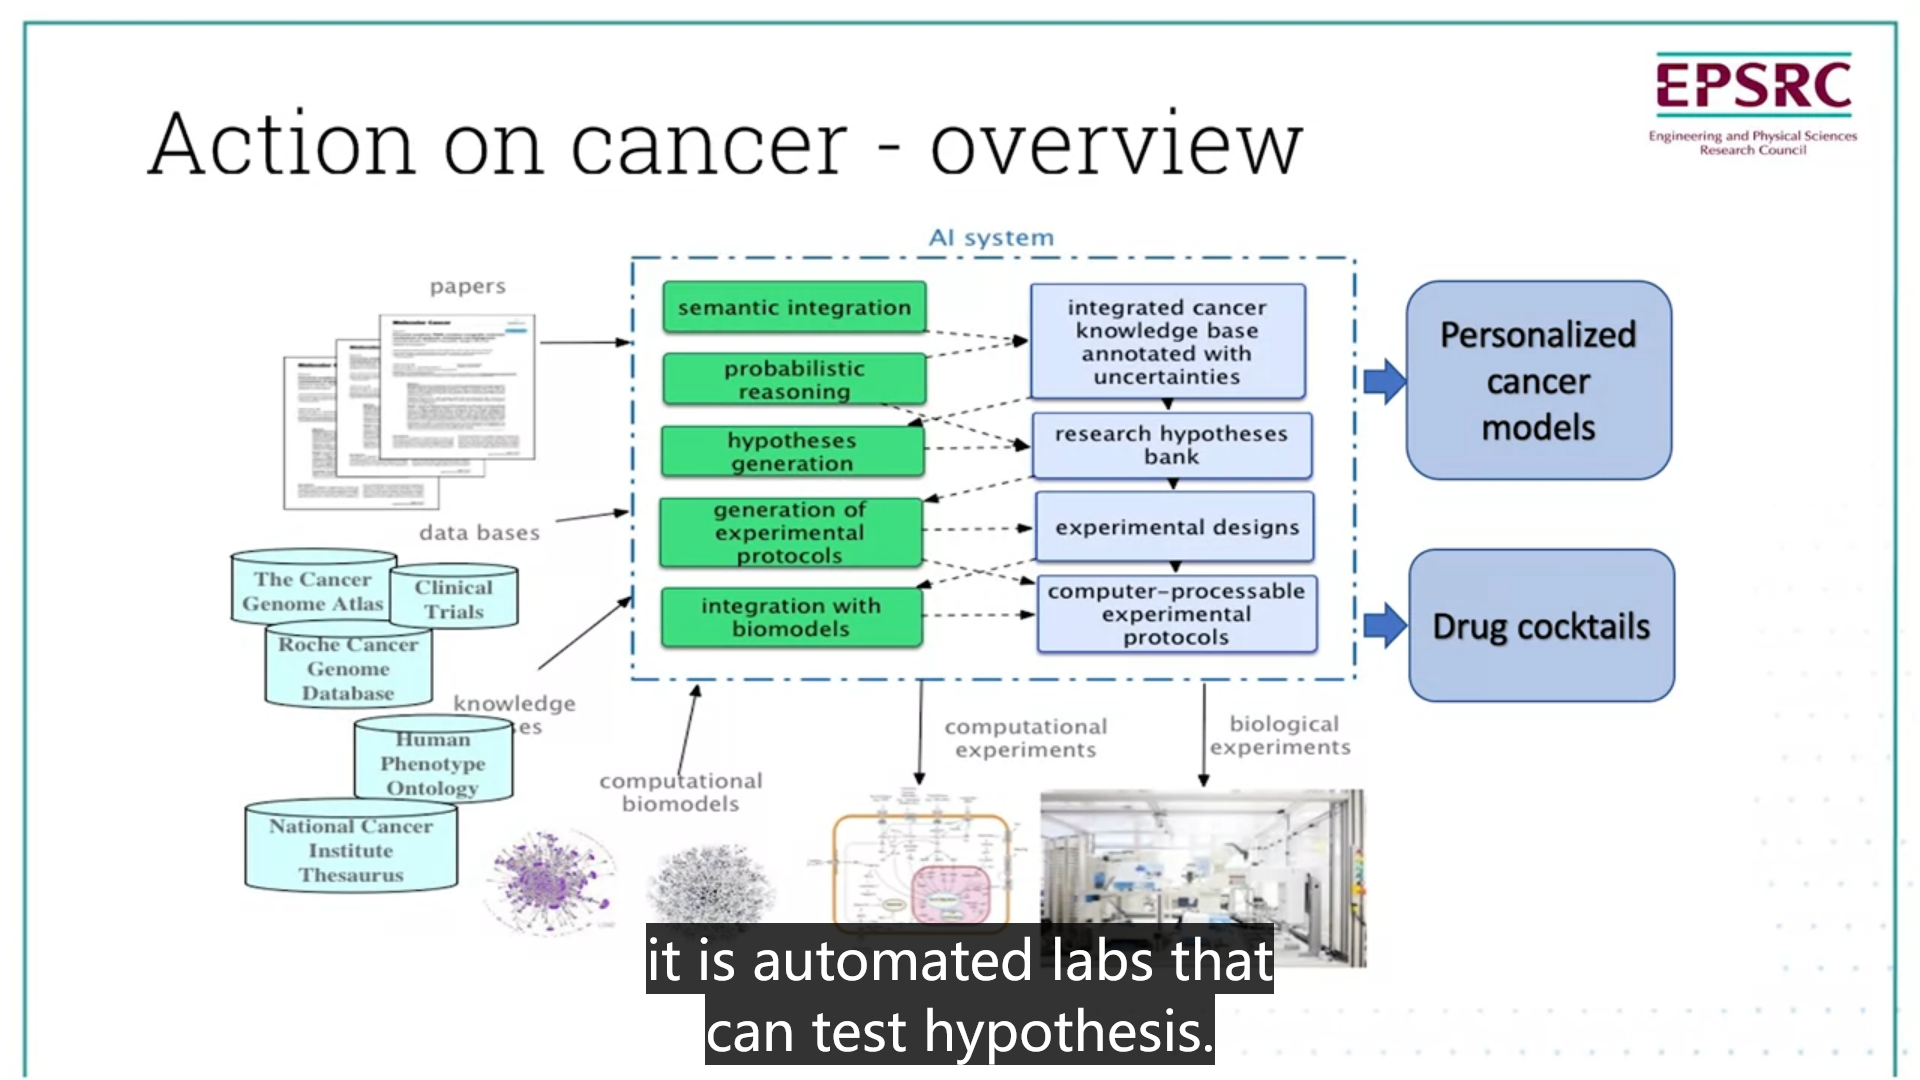 EPSRC
Engineering and Physical Sciences
Research Council
Action on cancer - overview
AI system
papers
Molecular Cancer
semantic integration
probabilistic
reasoning
hypotheses
generation
generation of
experimental
protocols
integration with
biomodels
integrated cancer
knowledge base
annotated with
uncertainties
research hypotheses
bank
experimental designs
computer-processable
experimental
protocols
Personalized
cancer
models
Drug cocktails
data bases
The Cancer
Genome Atlas
Clinical
Trials
Roche Cancer
Genome
Database
knowledge
es
Human
Phenotype
Ontology
National Cancer
Institute
Thesaurus
computational
biomodels
computational
experiments
biological
experiments
it is automated labs that
can test hypothesis.